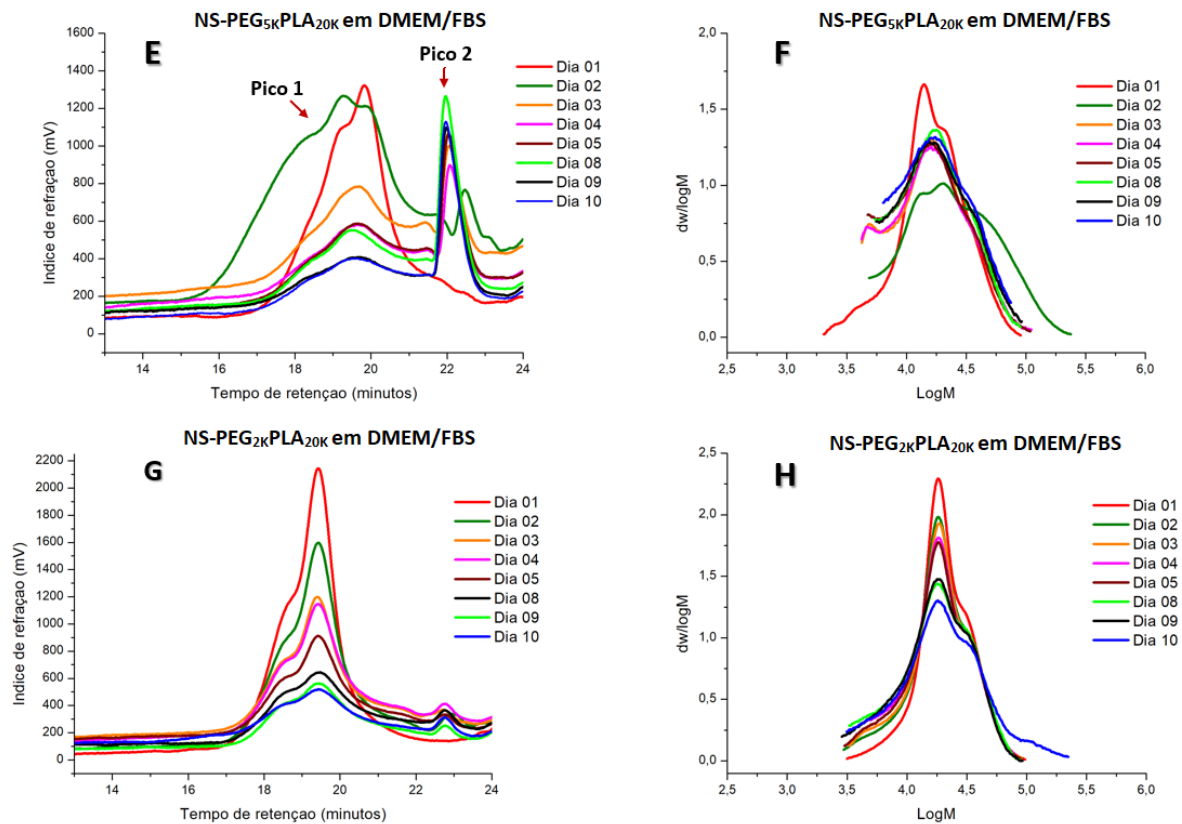 NS-PEG5KPLA20K em DMEM/FBS
E
Pico 1
Pico 2
1600
1400
1200
1000
800
600
400
200
0
Indice de refraçao (mV)
14
16
18
20
22
24
Tempo de retençao (minutos)
Dia 01
Dia 02
Dia 03
Dia 04
Dia 05
Dia 08
Dia 09
Dia 10
NS-PEG5KPLA20K em DMEM/FBS
F
2,0
1,5
1,0
0,5
0,0
dw/logM
3,0
3,5
4,0
4,5
5,0
5,5
6,0
LogM
Dia 01
Dia 02
Dia 03
Dia 04
Dia 05
Dia 08
Dia 09
Dia 10
NS-PEG2KPLA20K em DMEM/FBS
G
2200
2000
1800
1600
1400
1200
1000
800
600
400
200
0
Indice de refraçao (mV)
14
16
18
20
22
24
Tempo de retençao (minutos)
Dia 01
Dia 02
Dia 03
Dia 04
Dia 05
Dia 08
Dia 09
Dia 10
NS-PEG2KPLA20K em DMEM/FBS
H
2,5
2,0
1,5
1,0
0,5
0,0
dw/logM
3,0
3,5
4,0
4,5
5,0
5,5
6,0
LogM
Dia 01
Dia 02
Dia 03
Dia 04
Dia 05
Dia 08
Dia 09
Dia 10